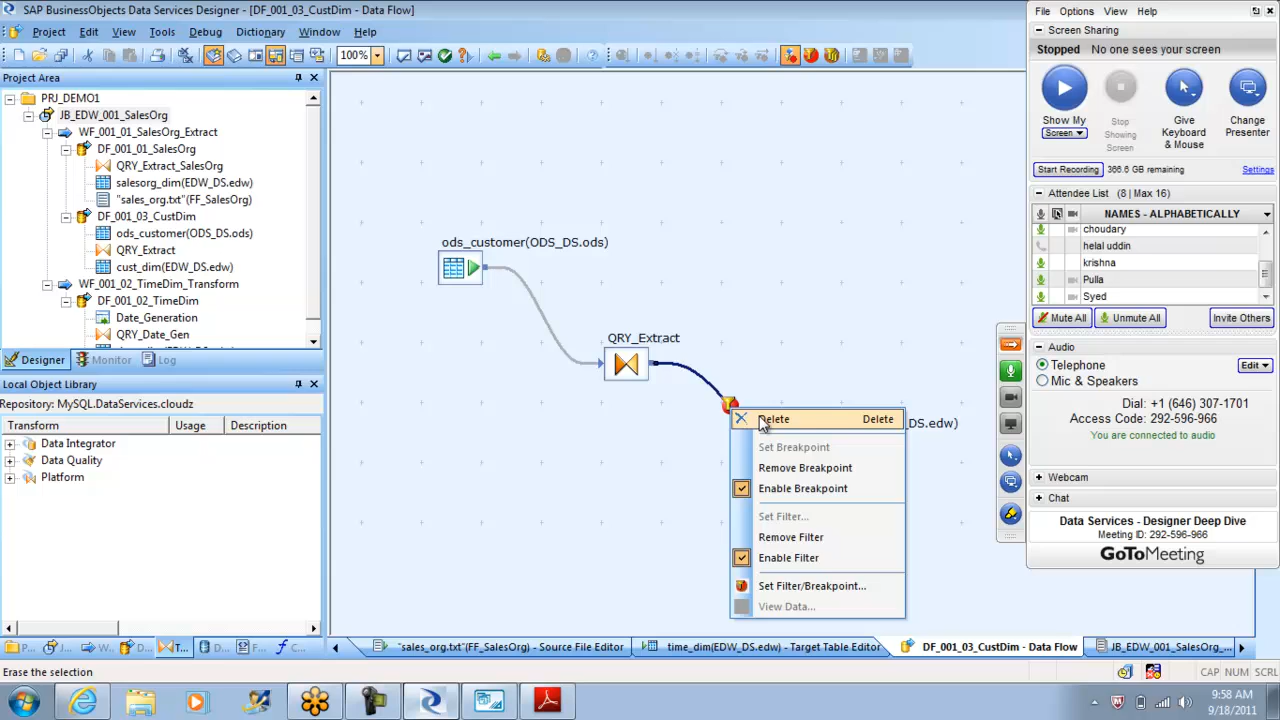 SAP BusinessObjects Data Services Designer - [DF_001_03_CustDim - Data Flow]
Project Edit View Tools Debug Dictionary Window Help
100%
Project Area
PRJ_DEMO1
JB_EDW_001_SalesOrg
WF_001_01_SalesOrg_Extract
DF_001_01_SalesOrg
QRY_Extract_SalesOrg
salesorg_dim(EDW_DS.edw)
"sales_org.txt"(FF_SalesOrg)
DF_001_03_CustDim
ods_customer(ODS_DS.ods)
QRY_Extract
cust_dim(EDW_DS.edw)
WF_001_02_TimeDim_Transform
DF_001_02_TimeDim
Date_Generation
QRY_Date_Gen
Designer Monitor Log
Local Object Library
Repository: MySQL.DataServices.cloudz
Transform Usage Description
Data Integrator
Data Quality
Platform
P... J... W... D... T... D... F... C...
ods_customer(ODS_DS.ods)
QRY_Extract
_DS.edw)
Delete Delete
Set Breakpoint
Remove Breakpoint
Enable Breakpoint
Set Filter...
Remove Filter
Enable Filter
Set Filter/Breakpoint...
View Data...
"sales_org.txt"(FF_SalesOrg) - Source File Editor
time_dim(EDW_DS.edw) - Target Table Editor
DF_001_03_CustDim - Data Flow
JB_EDW_001_SalesOrg_...
Erase the selection
CAP NUM SCRL
File Options View Help
Screen Sharing
Stopped No one sees your screen
Show My
Screen
Stop
Showing
Screen
Give
Keyboard
& Mouse
Change
Presenter
Start Recording 366.6 GB remaining Settings
Attendee List (8 | Max 16)
NAMES - ALPHABETICALLY
choudary
helal uddin
krishna
Pulla
Syed
Mute All Unmute All Invite Others
Audio
Telephone Edit
Mic & Speakers
Dial: +1 (646) 307-1701
Access Code: 292-596-966
You are connected to audio
Webcam
Chat
Data Services - Designer Deep Dive
Meeting ID: 292-596-966
GoToMeeting
9:58 AM
9/18/2011